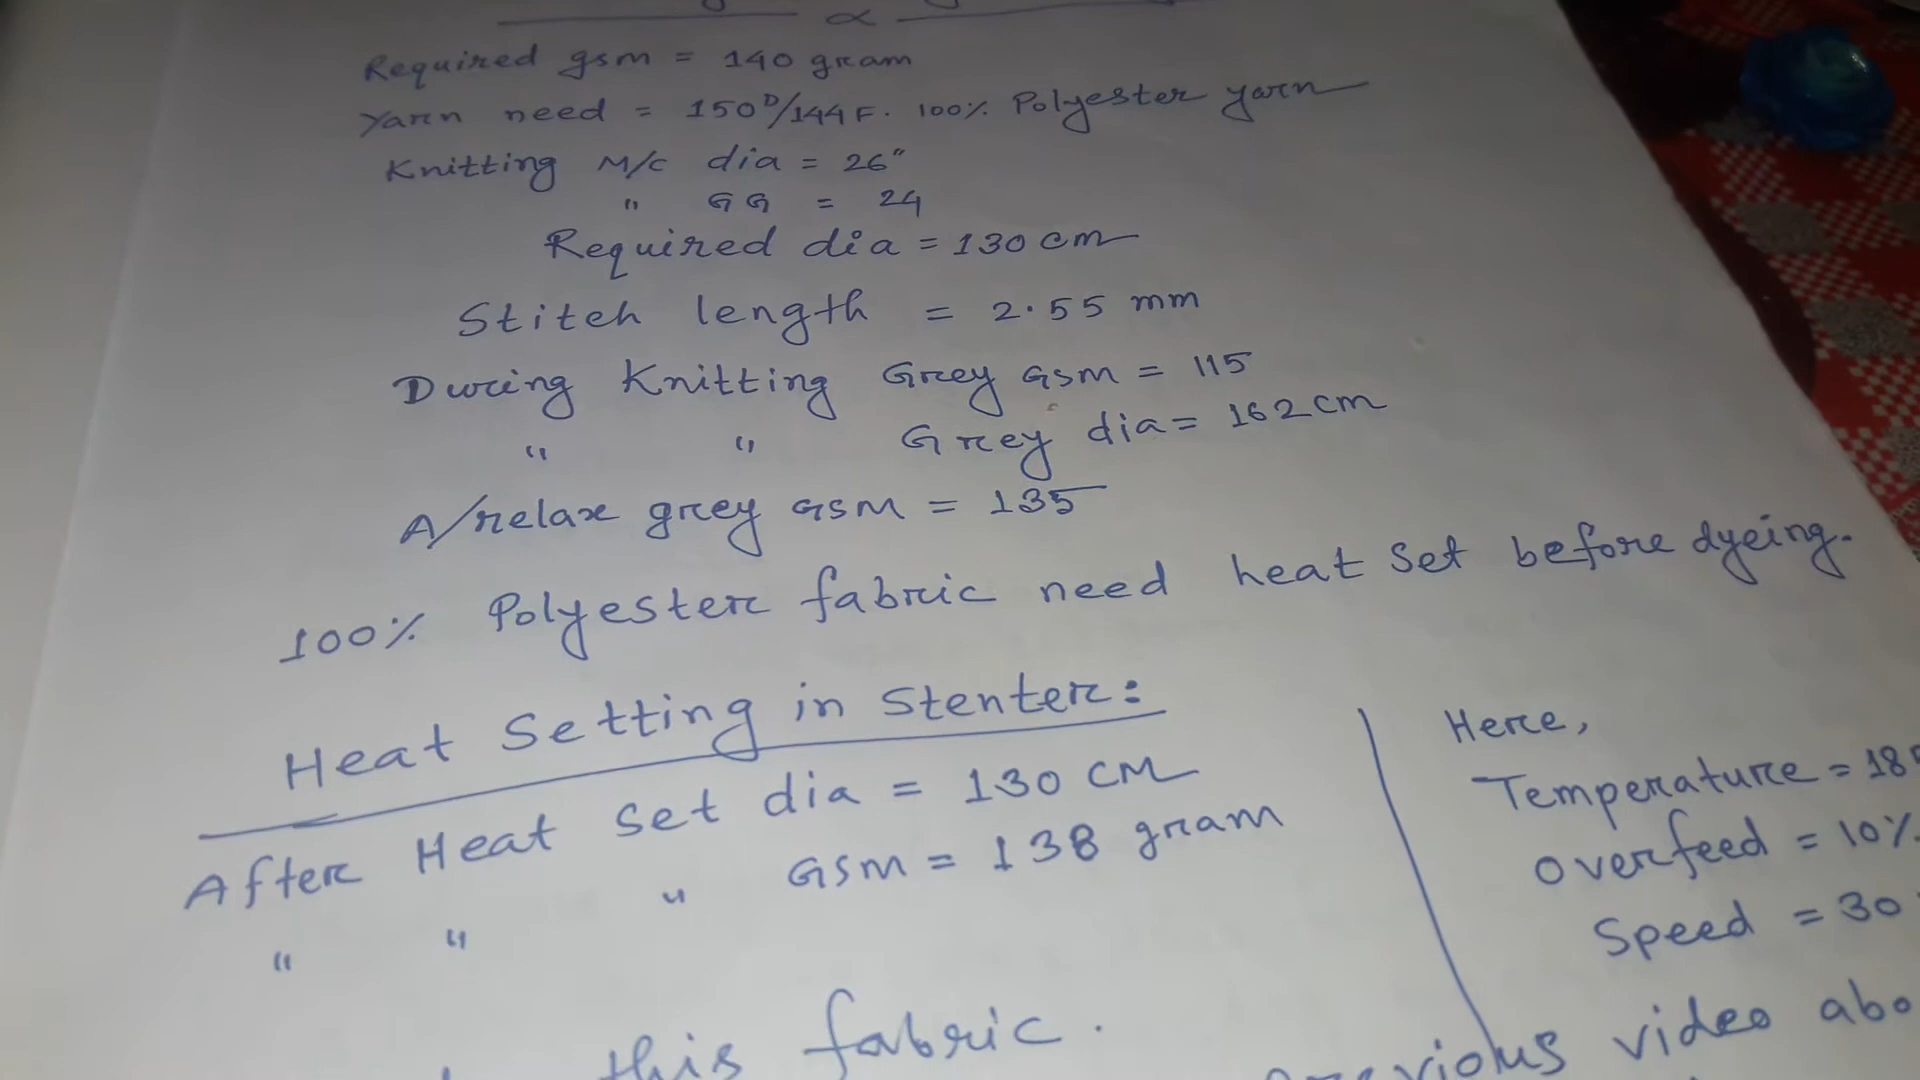 Required gsm = 140 gram
Yarn need = 150D/144F. 100% Polyester yarn
Knitting M/c dia = 26"
" GG = 24
Required dia = 130 cm
Stitch length = 2.55 mm
During Knitting Grey GSM = 115
" " Grey dia = 162 cm
A/relax grey GSM = 135
100% Polyester fabric need heat set before dyeing.
Heat Setting in Stenter:
After Heat set dia = 130 CM
" " " GSM = 138 gram
Here,
Temperature = 18
Overfeed = 10%
Speed = 30
this fabric.
video